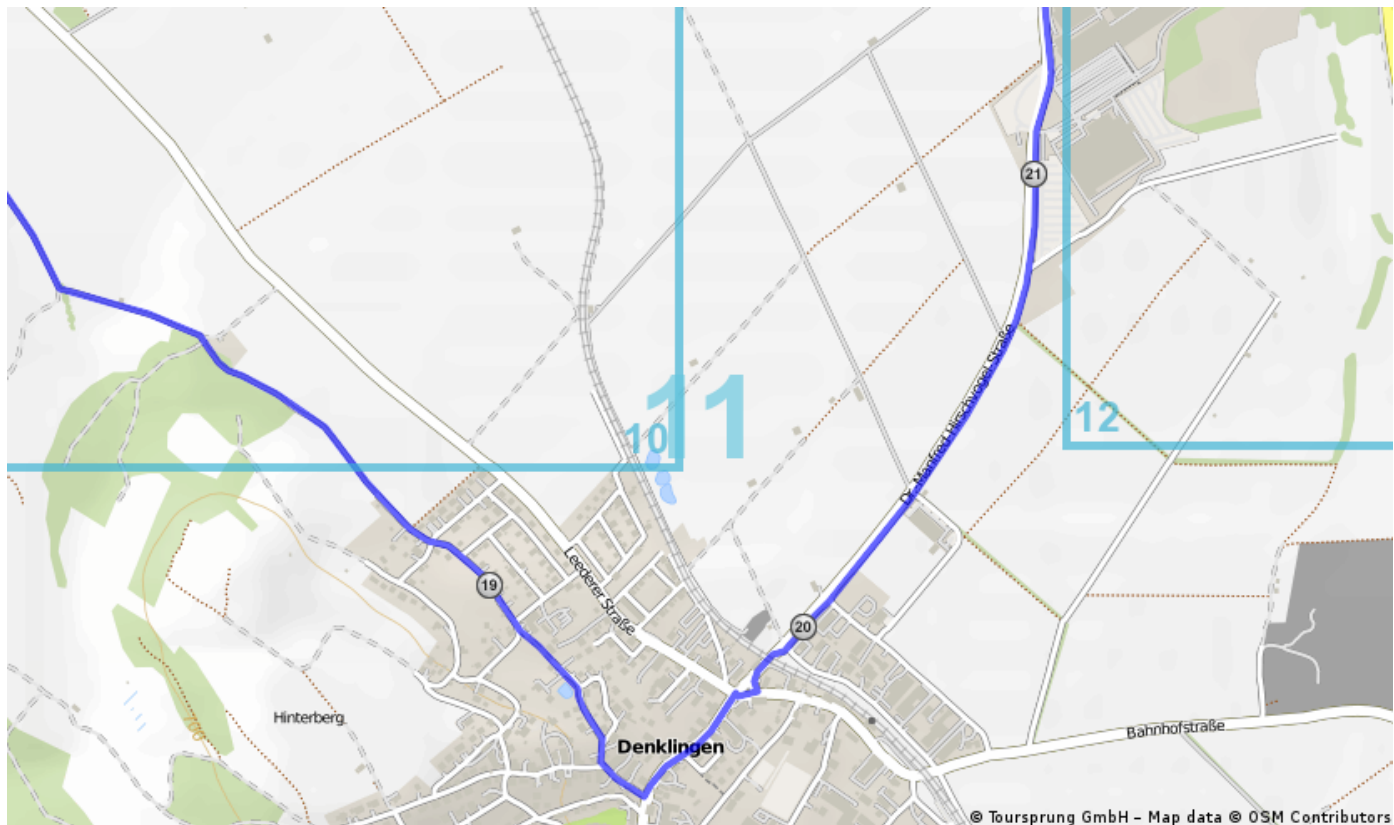 21
11
10
12
Dr.-Manfred-Hirschvogel-Straße
19
Leederer Straße
20
700
Hinterberg
Denklingen
Bahnhofstraße
© Toursprung GmbH – Map data © OSM Contributors